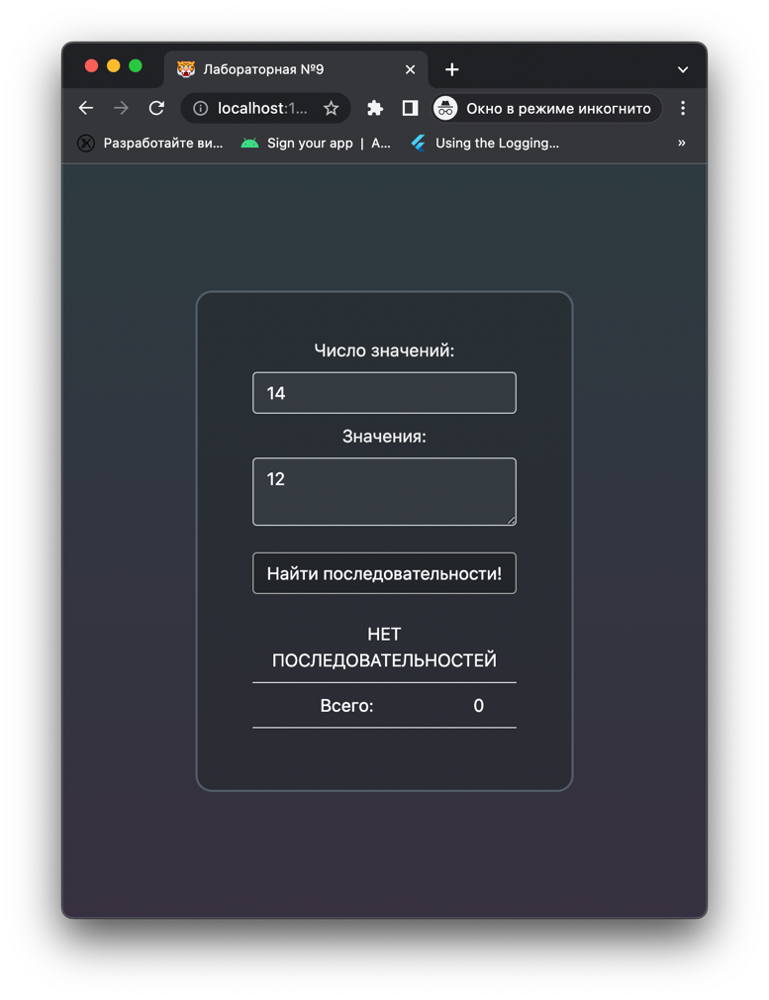 Лабораторная №9
localhost:1...
Окно в режиме инкогнито
Разработайте ви... Sign your app | A... Using the Logging... »
Число значений:
14
Значения:
12
Найти последовательности!
НЕТ
ПОСЛЕДОВАТЕЛЬНОСТЕЙ
Всего: 0